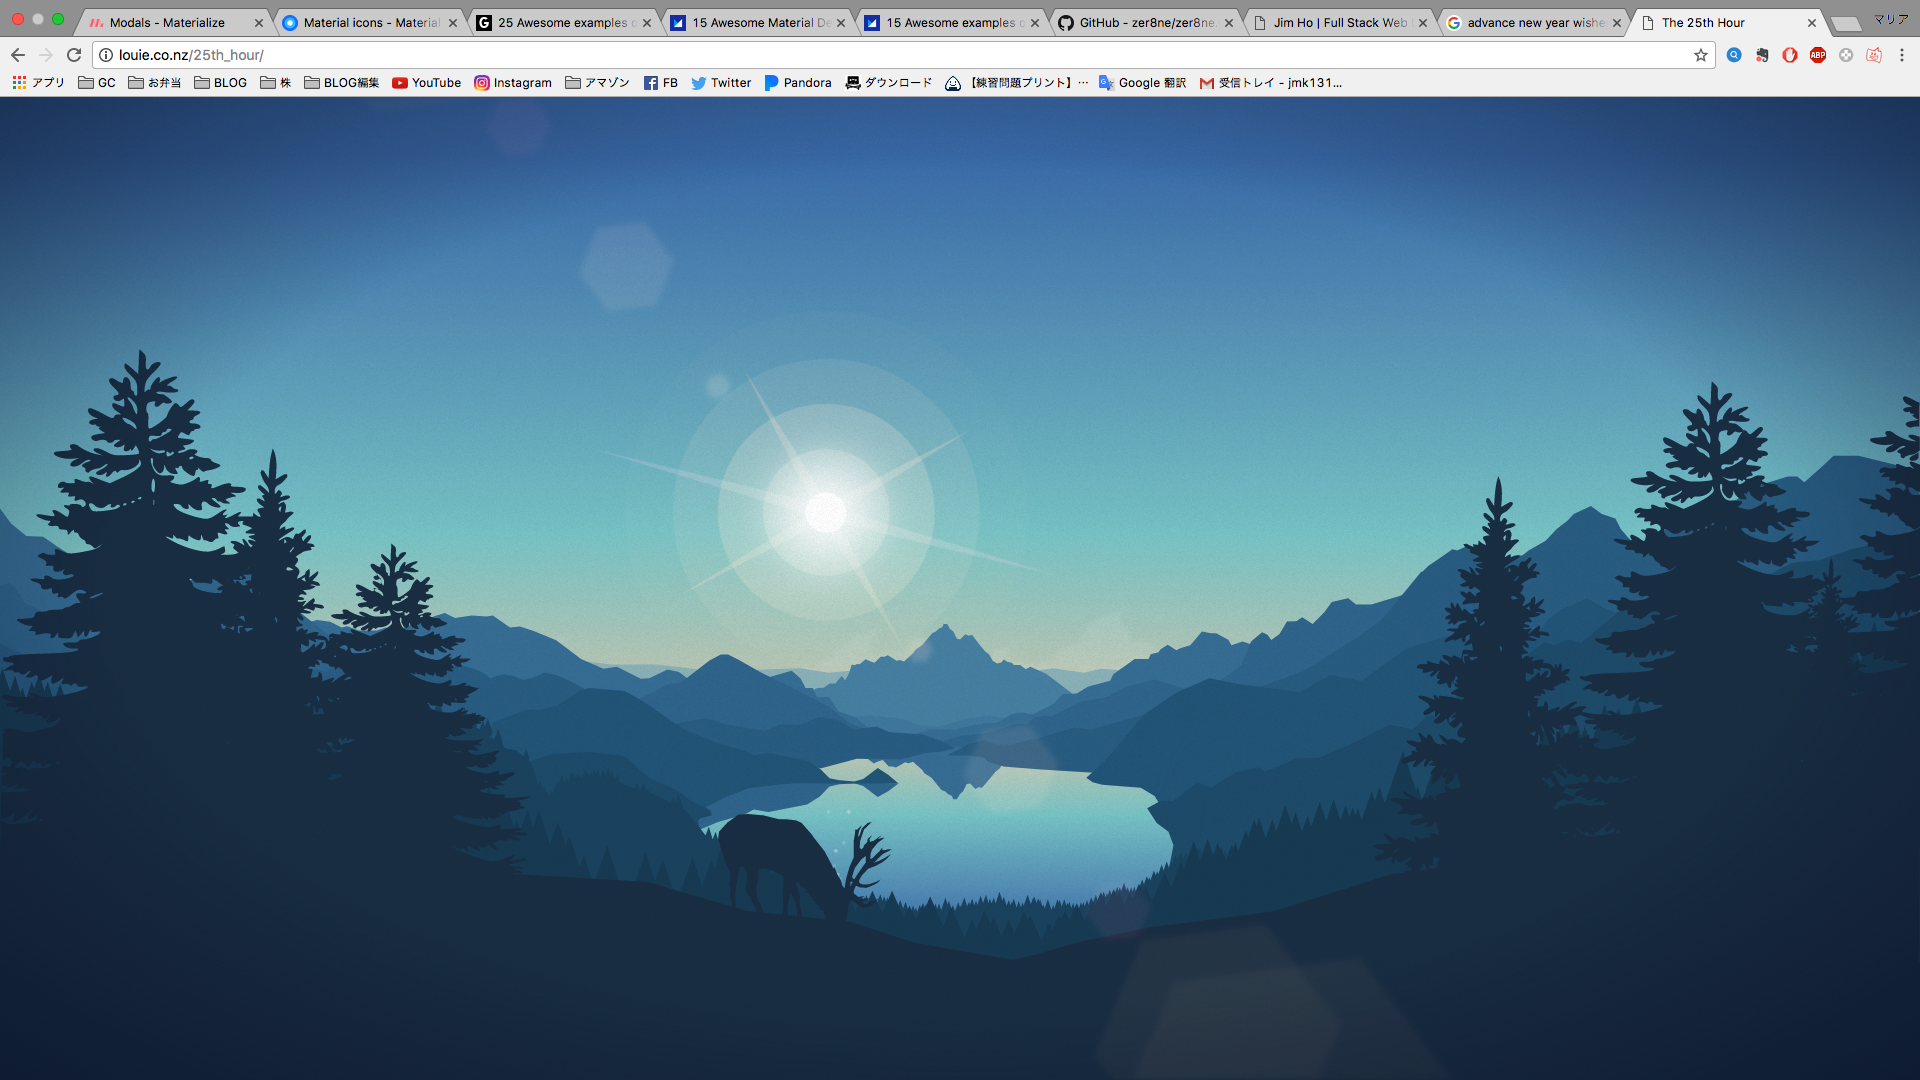 Modals - Materialize
Material icons - Material
25 Awesome examples o
15 Awesome Material De
15 Awesome examples o
GitHub - zer8ne/zer8ne.
Jim Ho | Full Stack Web
advance new year wishe
The 25th Hour
マリア
louie.co.nz/25th_hour/
アプリ GC お弁当 BLOG 株 BLOG編集 YouTube Instagram アマゾン FB Twitter Pandora ダウンロード 【練習問題プリント】… Google 翻訳 受信トレイ - jmk131...